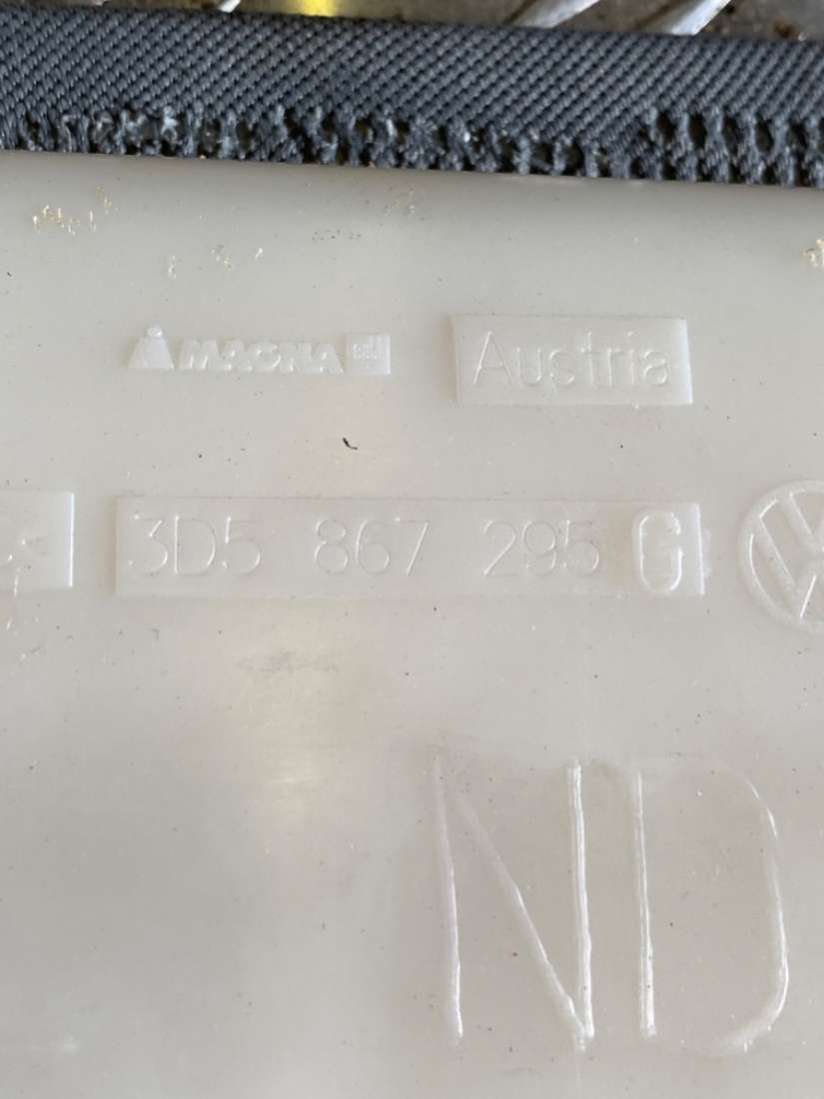 MAGNA Austria
3D5 867 295 G
ND